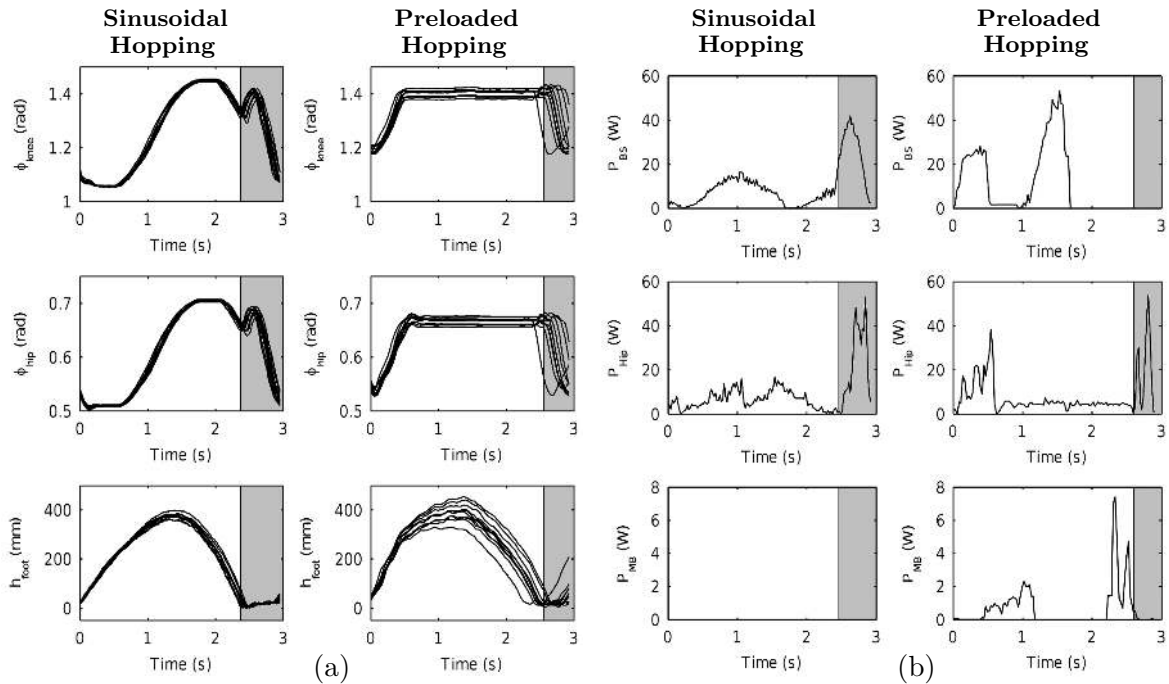 Sinusoidal
Hopping
Preloaded
Hopping
Sinusoidal
Hopping
Preloaded
Hopping
ϕknee (rad)
1.4
1.2
1
0 1 2 3
Time (s)
ϕknee (rad)
1.4
1.2
1
0 1 2 3
Time (s)
PBS (W)
60
40
20
0
0 1 2 3
Time (s)
PBS (W)
60
40
20
0
0 1 2 3
Time (s)
ϕhip (rad)
0.7
0.6
0.5
0 1 2 3
Time (s)
ϕhip (rad)
0.7
0.6
0.5
0 1 2 3
Time (s)
PHip (W)
60
40
20
0
0 1 2 3
Time (s)
PHip (W)
60
40
20
0
0 1 2 3
Time (s)
hfoot (mm)
400
200
0
0 1 2 3
Time (s)
hfoot (mm)
400
200
0
0 1 2 3
Time (s)
PMB (W)
8
6
4
2
0
0 1 2 3
Time (s)
PMB (W)
8
6
4
2
0
0 1 2 3
Time (s)
(a)
(b)